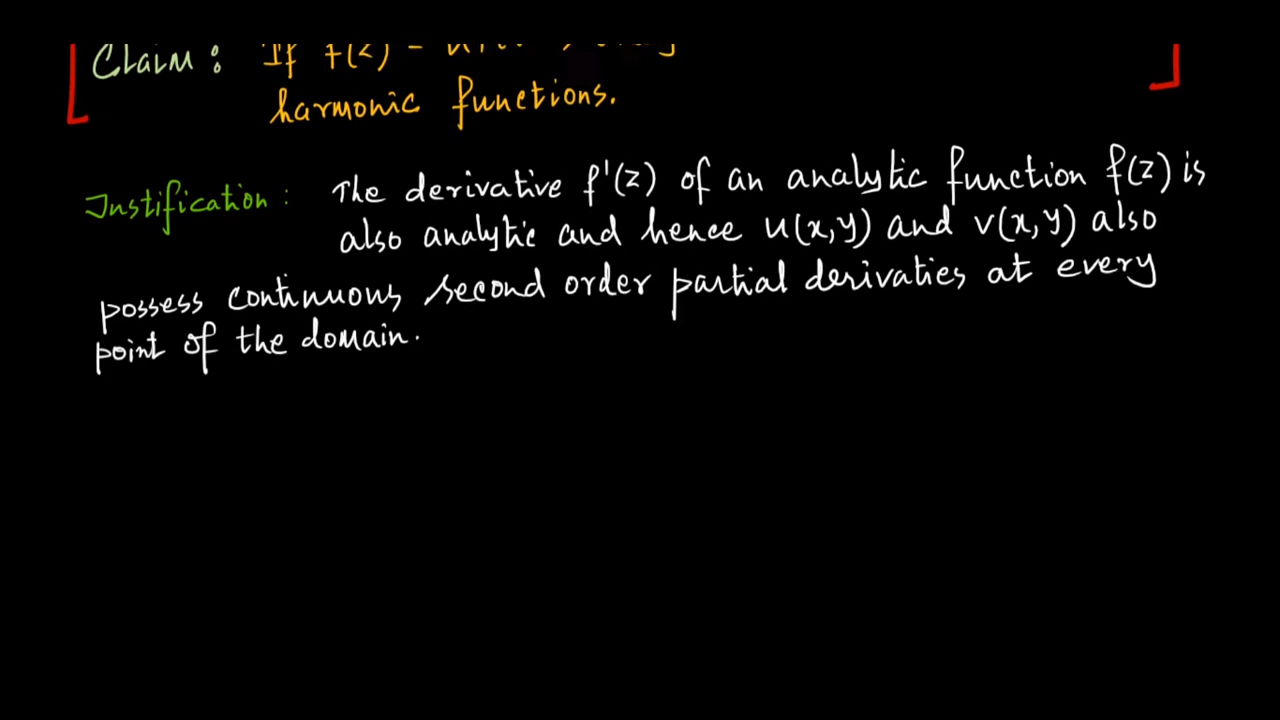 Claim: If f(z) =
harmonic functions.
Justification: The derivative f'(z) of an analytic function f(z) is
also analytic and hence u(x,y) and v(x,y) also
possess continuous second order partial derivaties at every
point of the domain.